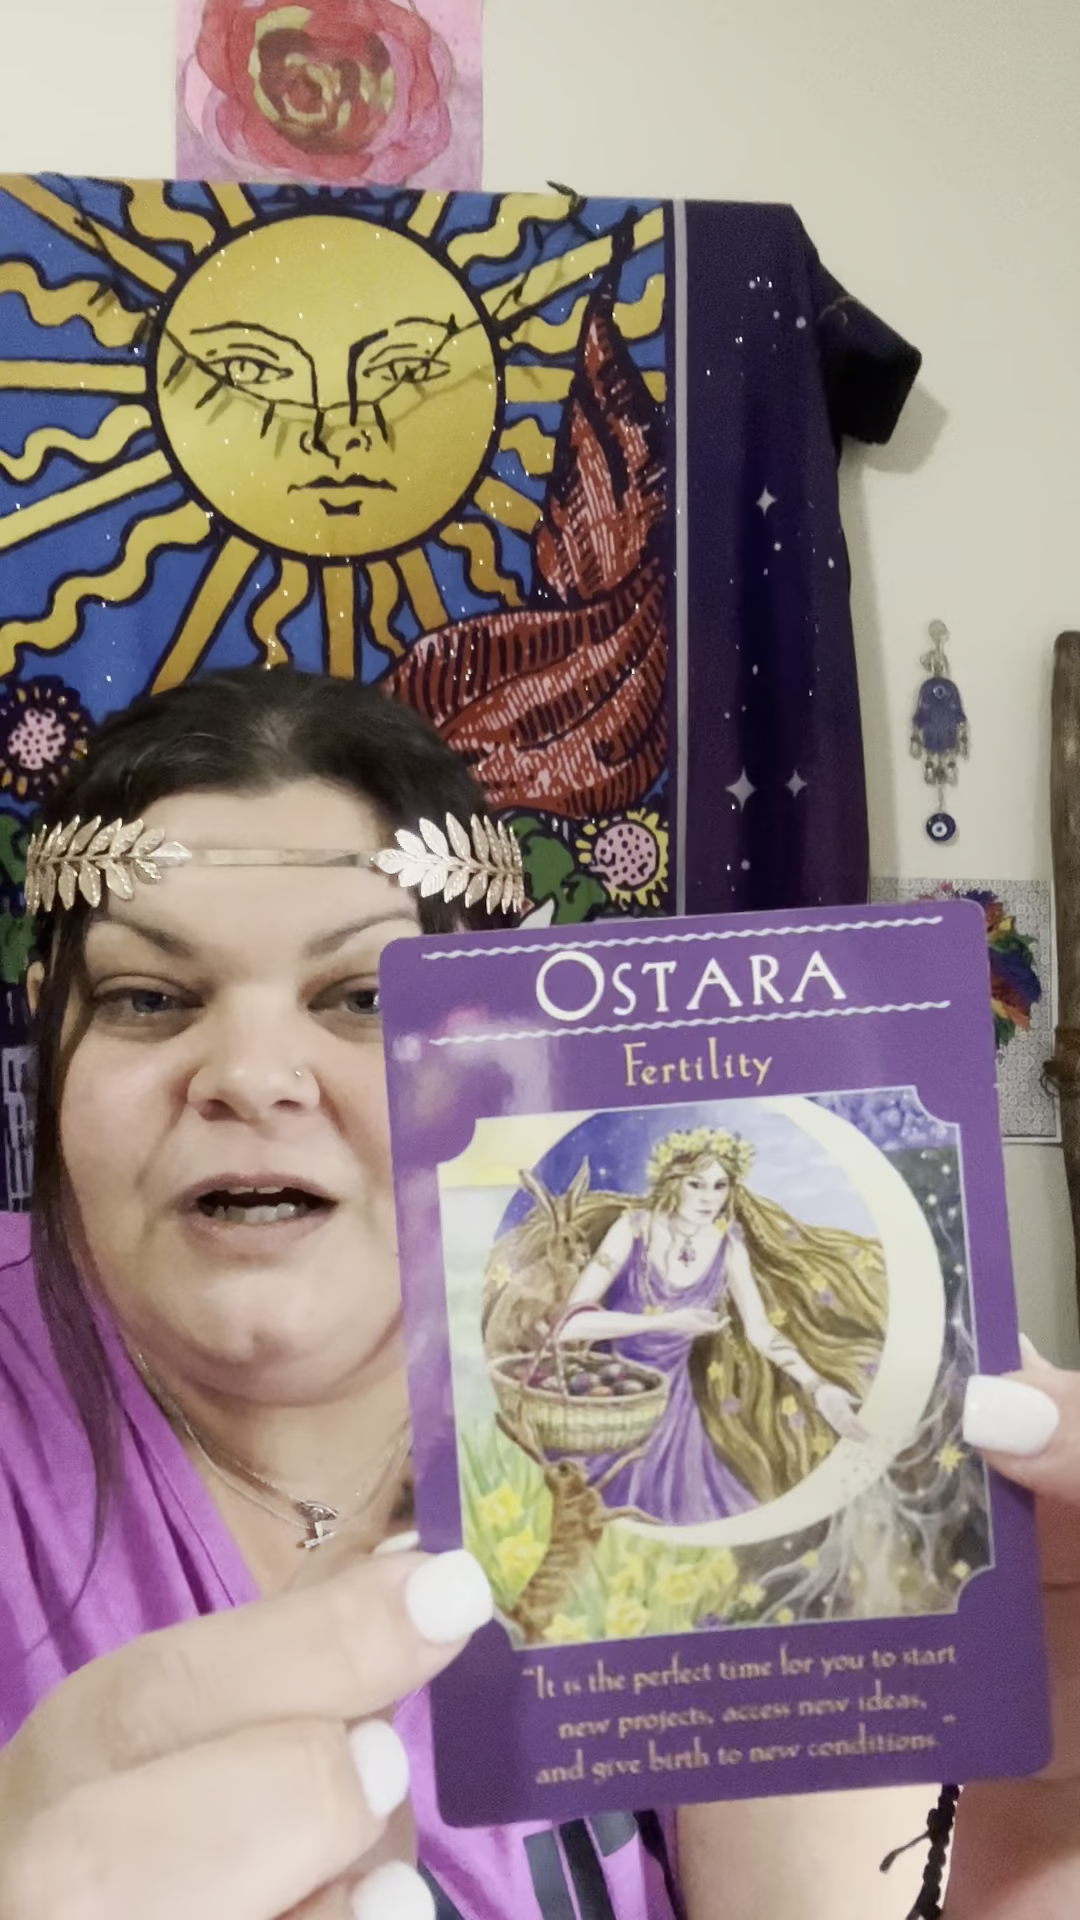 OSTARA
Fertility
"It is the perfect time for you to start
new projects, access new ideas,
and give birth to new conditions."